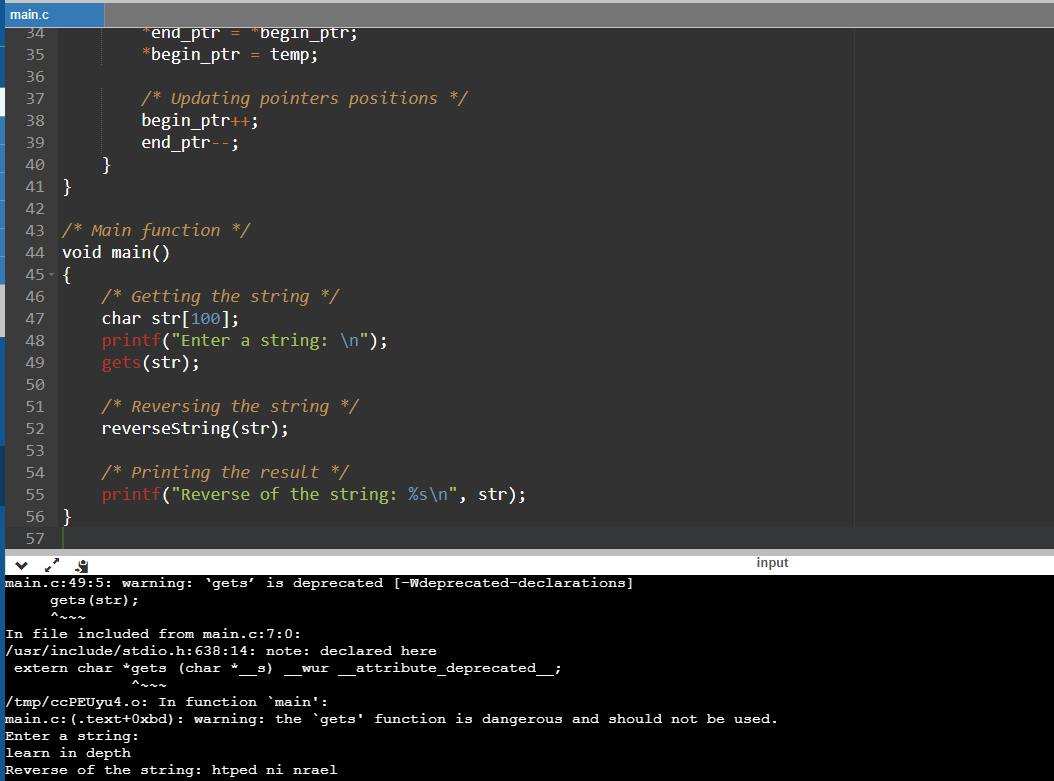 main.c
34 *end_ptr = *begin_ptr;
35 *begin_ptr = temp;
36
37 /* Updating pointers positions */
38 begin_ptr++;
39 end_ptr--;
40 }
41 }
42
43 /* Main function */
44 void main()
45 {
46 /* Getting the string */
47 char str[100];
48 printf("Enter a string: \n");
49 gets(str);
50
51 /* Reversing the string */
52 reverseString(str);
53
54 /* Printing the result */
55 printf("Reverse of the string: %s\n", str);
56 }
57
input
main.c:49:5: warning: ‘gets’ is deprecated [-Wdeprecated-declarations]
gets(str);
^~~~
In file included from main.c:7:0:
/usr/include/stdio.h:638:14: note: declared here
extern char *gets (char *__s) __wur __attribute_deprecated__;
^~~~
/tmp/ccPEUyu4.o: In function `main':
main.c:(.text+0xbd): warning: the `gets' function is dangerous and should not be used.
Enter a string:
learn in depth
Reverse of the string: htped ni nrael